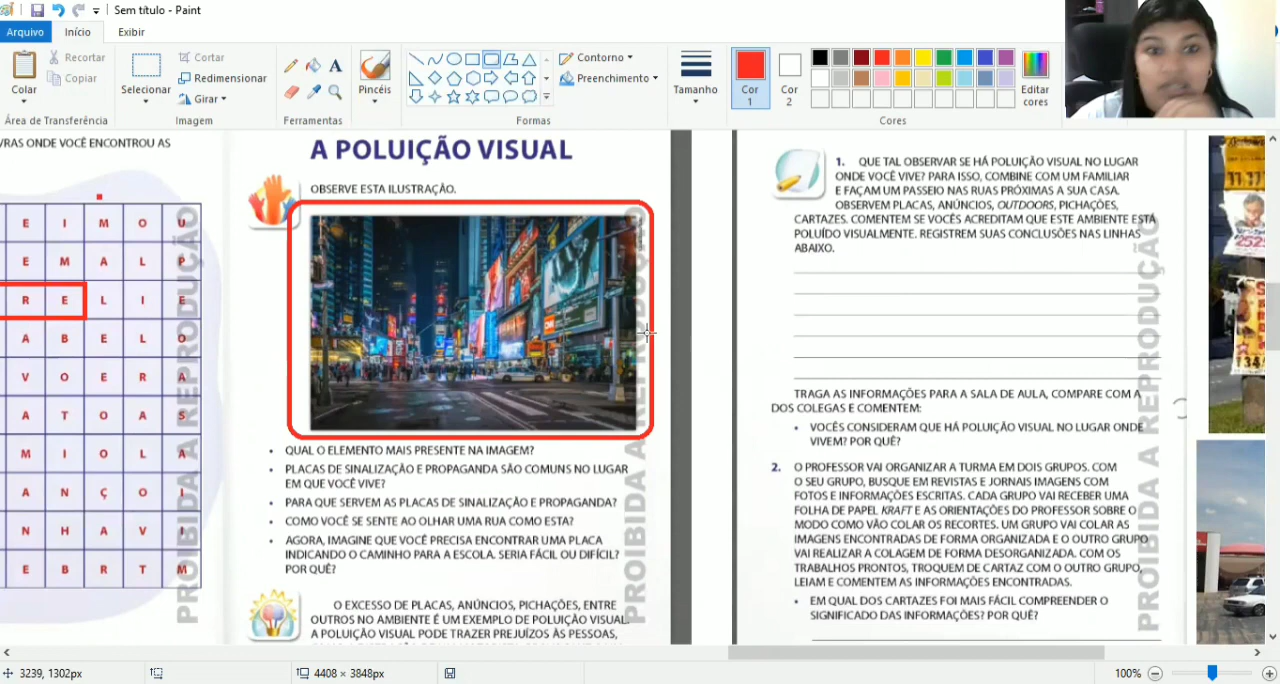 Sem título - Paint
Arquivo Início Exibir
Colar
Recortar
Copiar
Área de Transferência
Selecionar
Cortar
Redimensionar
Girar
Imagem
A
Ferramentas
Pincéis
Contorno
Preenchimento
Formas
Tamanho
Cor 1
Cor 2
Editar cores
Cores
VRAS ONDE VOCÊ ENCONTROU AS
E I M O U
E M A L P
R E L I E
A B E L O
V O E R A
A T O A S
M I O L A
A N Ç O I
N H A V I
E B R T M
PROIBIDA A REPRODUÇÃO
A POLUIÇÃO VISUAL
OBSERVE ESTA ILUSTRAÇÃO.
• QUAL O ELEMENTO MAIS PRESENTE NA IMAGEM?
• PLACAS DE SINALIZAÇÃO E PROPAGANDA SÃO COMUNS NO LUGAR
EM QUE VOCÊ VIVE?
• PARA QUE SERVEM AS PLACAS DE SINALIZAÇÃO E PROPAGANDA?
• COMO VOCÊ SE SENTE AO OLHAR UMA RUA COMO ESTA?
• AGORA, IMAGINE QUE VOCÊ PRECISA ENCONTRAR UMA PLACA
INDICANDO O CAMINHO PARA A ESCOLA. SERIA FÁCIL OU DIFÍCIL?
POR QUÊ?
O EXCESSO DE PLACAS, ANÚNCIOS, PICHAÇÕES, ENTRE
OUTROS NO AMBIENTE É UM EXEMPLO DE POLUIÇÃO VISUAL.
A POLUIÇÃO VISUAL PODE TRAZER PREJUÍZOS ÀS PESSOAS,
PROIBIDA A REPRODUÇÃO
1. QUE TAL OBSERVAR SE HÁ POLUIÇÃO VISUAL NO LUGAR
ONDE VOCÊ VIVE? PARA ISSO, COMBINE COM UM FAMILIAR
E FAÇAM UM PASSEIO NAS RUAS PRÓXIMAS A SUA CASA.
OBSERVEM PLACAS, ANÚNCIOS, OUTDOORS, PICHAÇÕES,
CARTAZES. COMENTEM SE VOCÊS ACREDITAM QUE ESTE AMBIENTE ESTÁ
POLUÍDO VISUALMENTE. REGISTREM SUAS CONCLUSÕES NAS LINHAS
ABAIXO.
TRAGA AS INFORMAÇÕES PARA A SALA DE AULA, COMPARE COM A
DOS COLEGAS E COMENTEM:
• VOCÊS CONSIDERAM QUE HÁ POLUIÇÃO VISUAL NO LUGAR ONDE
VIVEM? POR QUÊ?
2. O PROFESSOR VAI ORGANIZAR A TURMA EM DOIS GRUPOS. COM
O SEU GRUPO, BUSQUE EM REVISTAS E JORNAIS IMAGENS COM
FOTOS E INFORMAÇÕES ESCRITAS. CADA GRUPO VAI RECEBER UMA
FOLHA DE PAPEL KRAFT E AS ORIENTAÇÕES DO PROFESSOR SOBRE O
MODO COMO VÃO COLAR OS RECORTES. UM GRUPO VAI COLAR AS
IMAGENS ENCONTRADAS DE FORMA ORGANIZADA E O OUTRO GRUPO
VAI REALIZAR A COLAGEM DE FORMA DESORGANIZADA. COM OS
TRABALHOS PRONTOS, TROQUEM DE CARTAZ COM O OUTRO GRUPO,
LEIAM E COMENTEM AS INFORMAÇÕES ENCONTRADAS.
• EM QUAL DOS CARTAZES FOI MAIS FÁCIL COMPREENDER O
SIGNIFICADO DAS INFORMAÇÕES? POR QUÊ?
PROIBIDA A REPRODUÇÃO
3239, 1302px
4408 × 3848px
100%